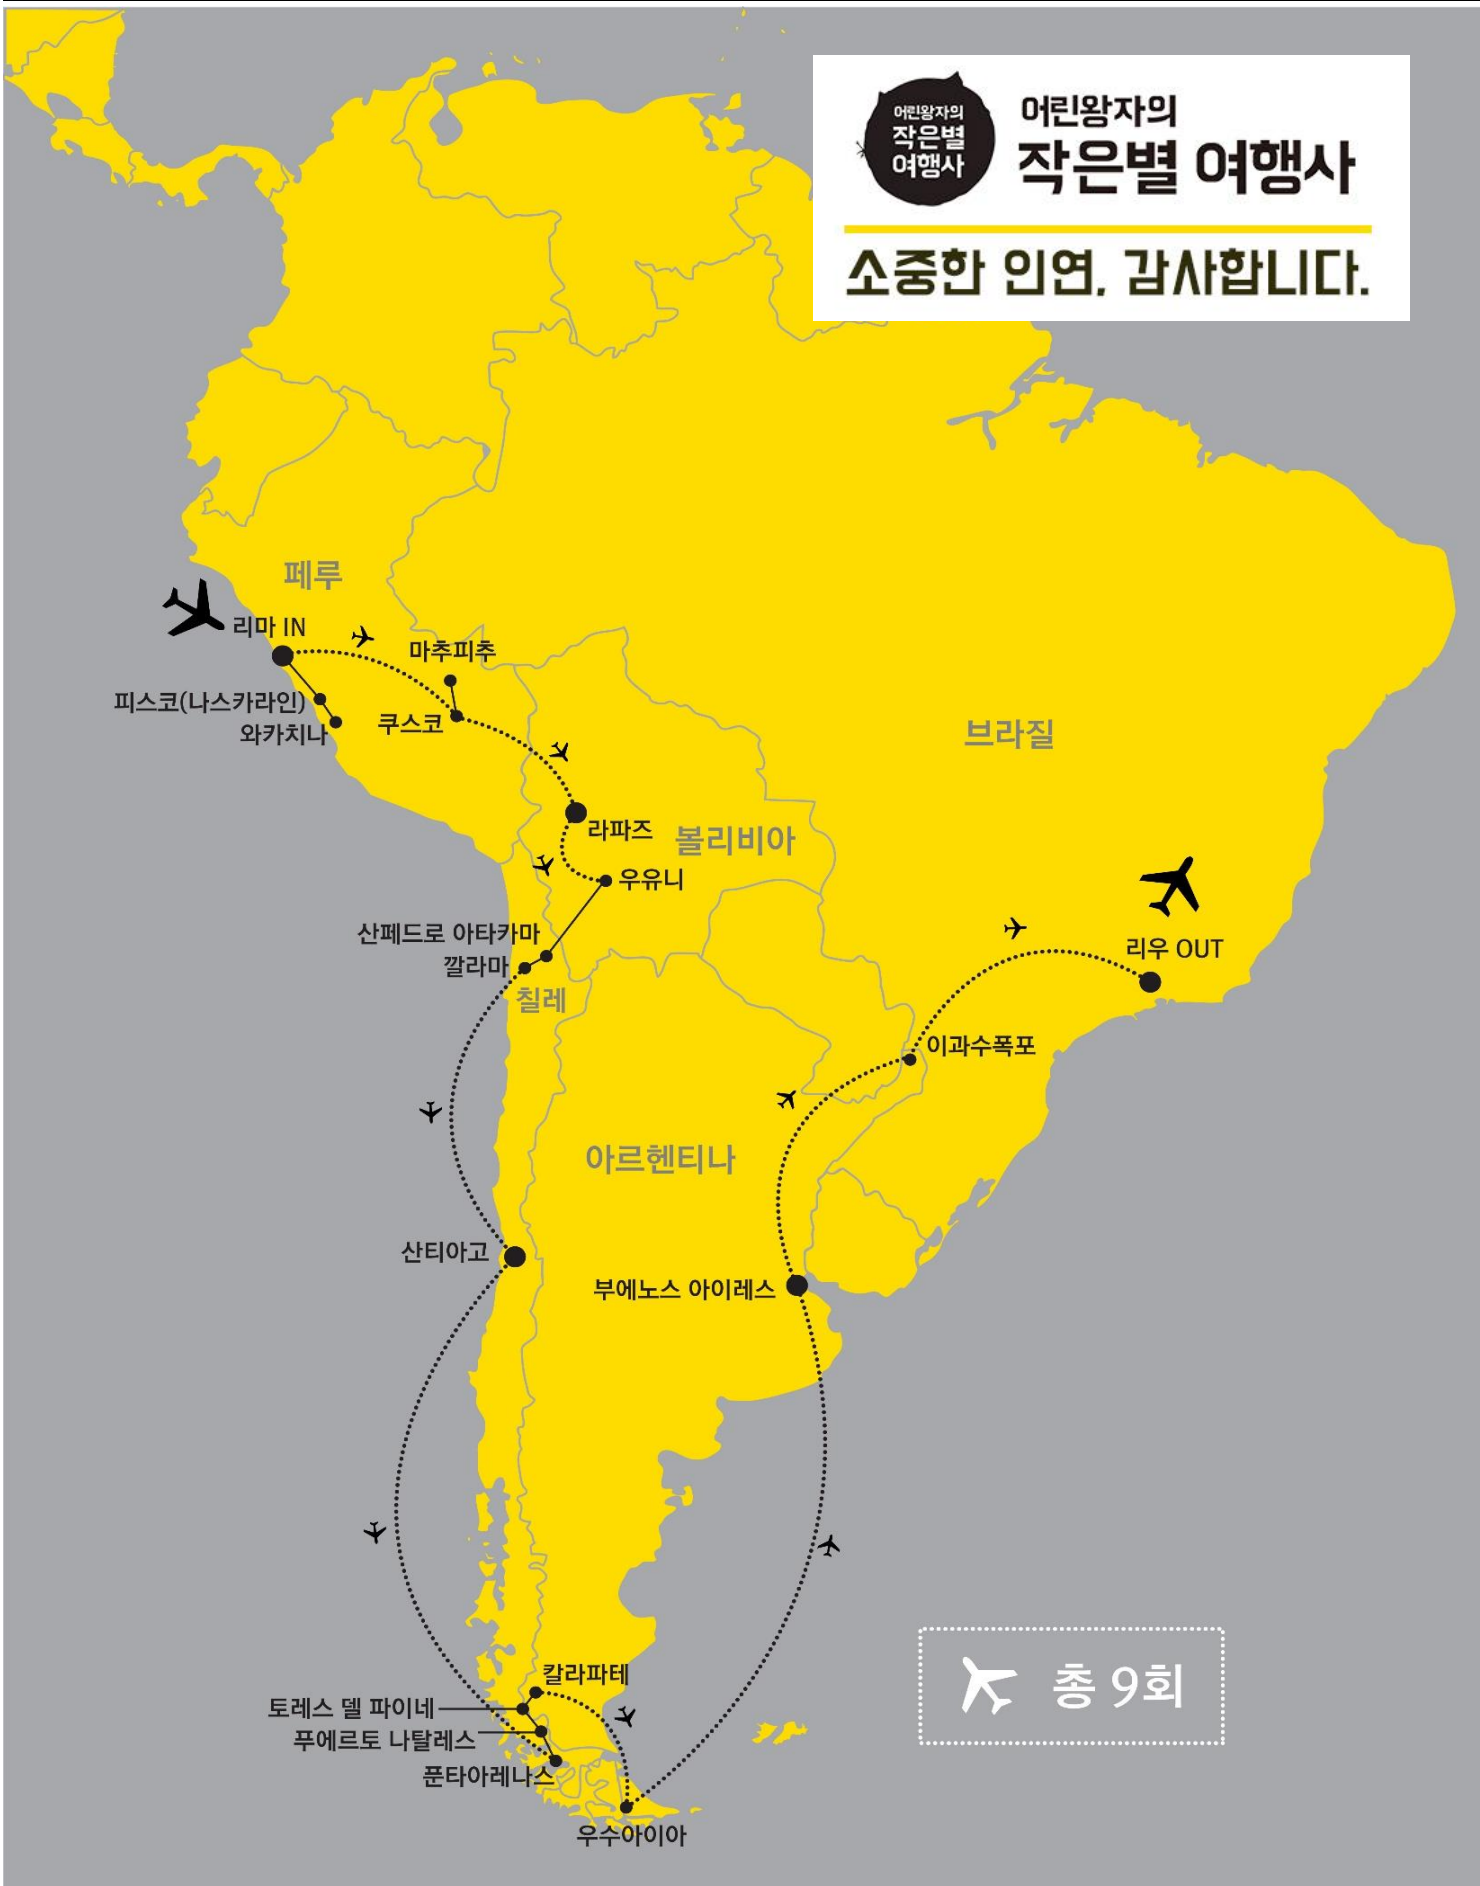 어린왕자의
작은별
여행사
어린왕자의
작은별 여행사
소중한 인연, 감사합니다.
페루
리마 IN
마추피추
피스코(나스카라인)
쿠스코
와카치나
브라질
라파즈
볼리비아
우유니
산페드로 아타카마
리우 OUT
깔라마
칠레
이과수폭포
아르헨티나
산티아고
부에노스 아이레스
칼라파테
총 9회
토레스 델 파이네
푸에르토 나탈레스
푼타아레나스
우수아이아